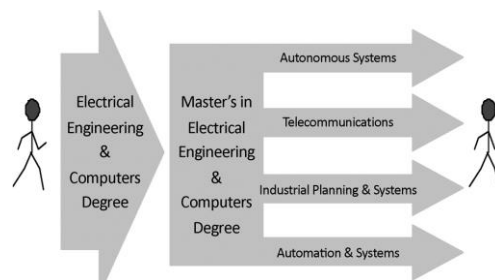 Electrical
Engineering
&
Computers
Degree
Master's in
Electrical
Engineering
&
Computers
Degree
Autonomous Systems
Telecommunications
Industrial Planning & Systems
Automation & Systems